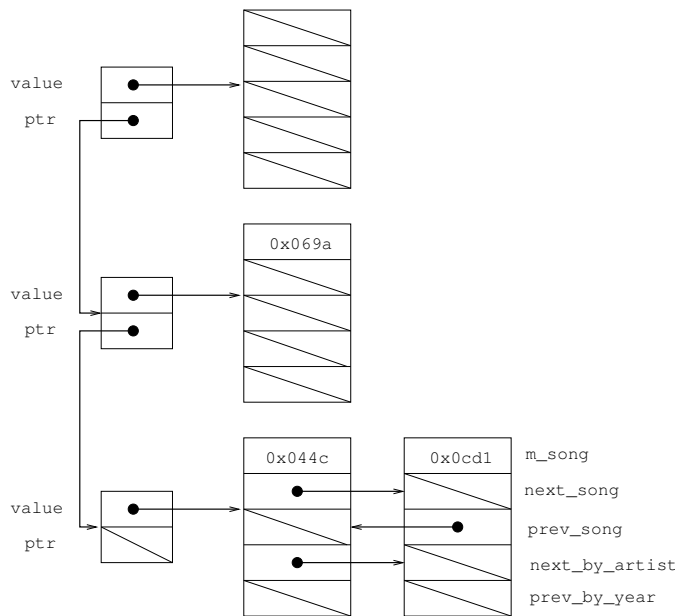 value
ptr
0x069a
value
ptr
0x044c 0x0cd1 m_song
next_song
value
prev_song
ptr
next_by_artist
prev_by_year